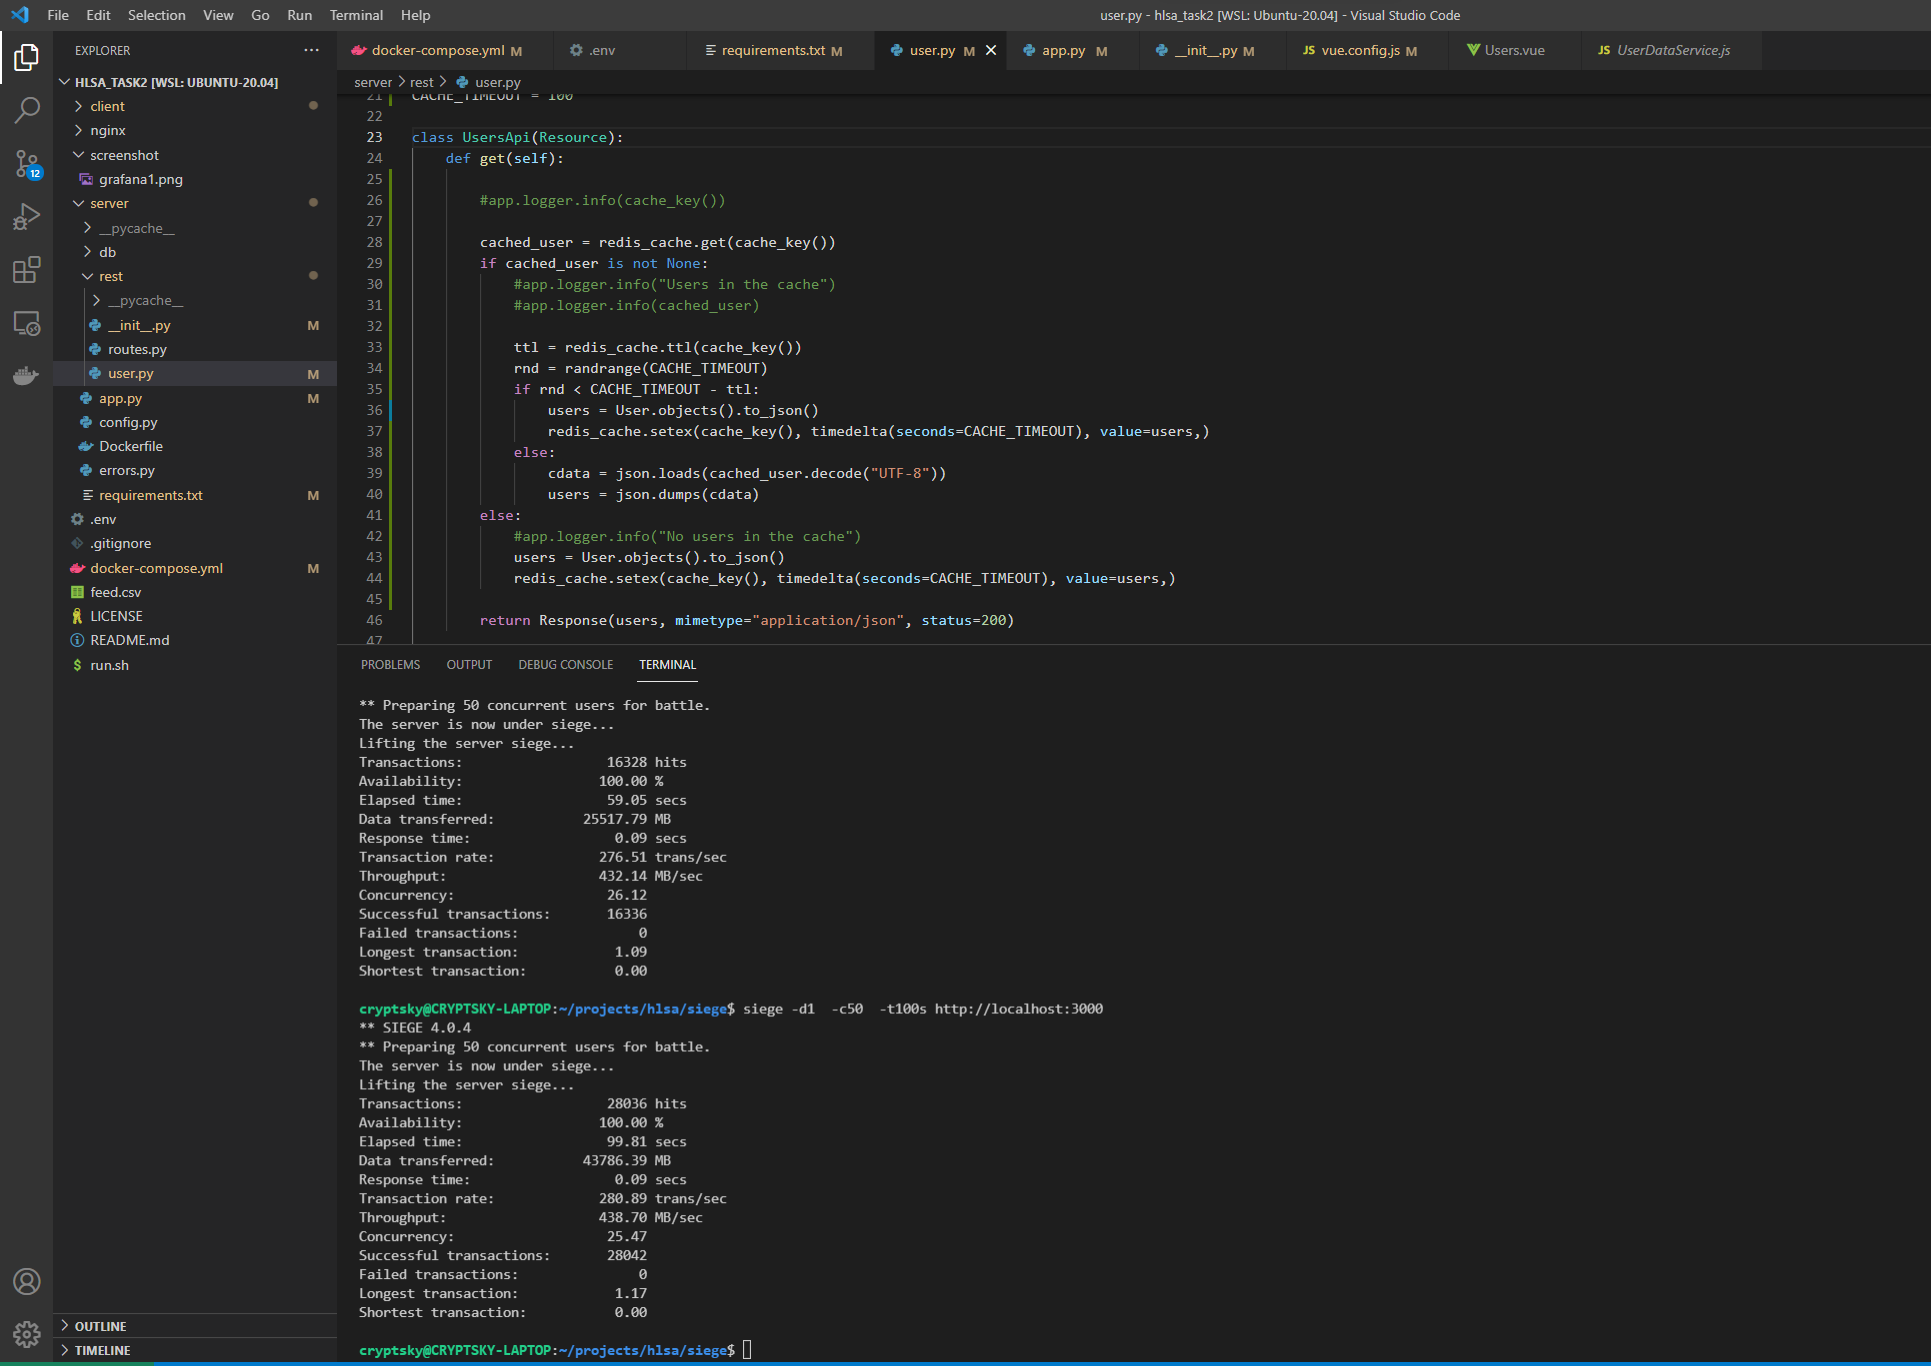 File Edit Selection View Go Run Terminal Help
user.py - hlsa_task2 [WSL: Ubuntu-20.04] - Visual Studio Code
EXPLORER
docker-compose.yml M .env requirements.txt M user.py M app.py M __init__.py M JS vue.config.js M Users.vue JS UserDataService.js
server > rest > user.py
HLSA_TASK2 [WSL: UBUNTU-20.04]
client
nginx
screenshot
grafana1.png
server
__pycache__
db
rest
__pycache__
__init__.py M
routes.py
user.py M
app.py M
config.py
Dockerfile
errors.py
requirements.txt M
.env
.gitignore
docker-compose.yml M
feed.csv
LICENSE
README.md
$ run.sh
12
OUTLINE
TIMELINE
21 CACHE_TIMEOUT = 100
22
23 class UsersApi(Resource):
24 def get(self):
25
26 #app.logger.info(cache_key())
27
28 cached_user = redis_cache.get(cache_key())
29 if cached_user is not None:
30 #app.logger.info("Users in the cache")
31 #app.logger.info(cached_user)
32
33 ttl = redis_cache.ttl(cache_key())
34 rnd = randrange(CACHE_TIMEOUT)
35 if rnd < CACHE_TIMEOUT - ttl:
36 users = User.objects().to_json()
37 redis_cache.setex(cache_key(), timedelta(seconds=CACHE_TIMEOUT), value=users,)
38 else:
39 cdata = json.loads(cached_user.decode("UTF-8"))
40 users = json.dumps(cdata)
41 else:
42 #app.logger.info("No users in the cache")
43 users = User.objects().to_json()
44 redis_cache.setex(cache_key(), timedelta(seconds=CACHE_TIMEOUT), value=users,)
45
46 return Response(users, mimetype="application/json", status=200)
47
PROBLEMS OUTPUT DEBUG CONSOLE TERMINAL
** Preparing 50 concurrent users for battle.
The server is now under siege...
Lifting the server siege...
Transactions: 16328 hits
Availability: 100.00 %
Elapsed time: 59.05 secs
Data transferred: 25517.79 MB
Response time: 0.09 secs
Transaction rate: 276.51 trans/sec
Throughput: 432.14 MB/sec
Concurrency: 26.12
Successful transactions: 16336
Failed transactions: 0
Longest transaction: 1.09
Shortest transaction: 0.00
cryptsky@CRYPTSKY-LAPTOP:~/projects/hlsa/siege$ siege -d1 -c50 -t100s http://localhost:3000
** SIEGE 4.0.4
** Preparing 50 concurrent users for battle.
The server is now under siege...
Lifting the server siege...
Transactions: 28036 hits
Availability: 100.00 %
Elapsed time: 99.81 secs
Data transferred: 43786.39 MB
Response time: 0.09 secs
Transaction rate: 280.89 trans/sec
Throughput: 438.70 MB/sec
Concurrency: 25.47
Successful transactions: 28042
Failed transactions: 0
Longest transaction: 1.17
Shortest transaction: 0.00
cryptsky@CRYPTSKY-LAPTOP:~/projects/hlsa/siege$